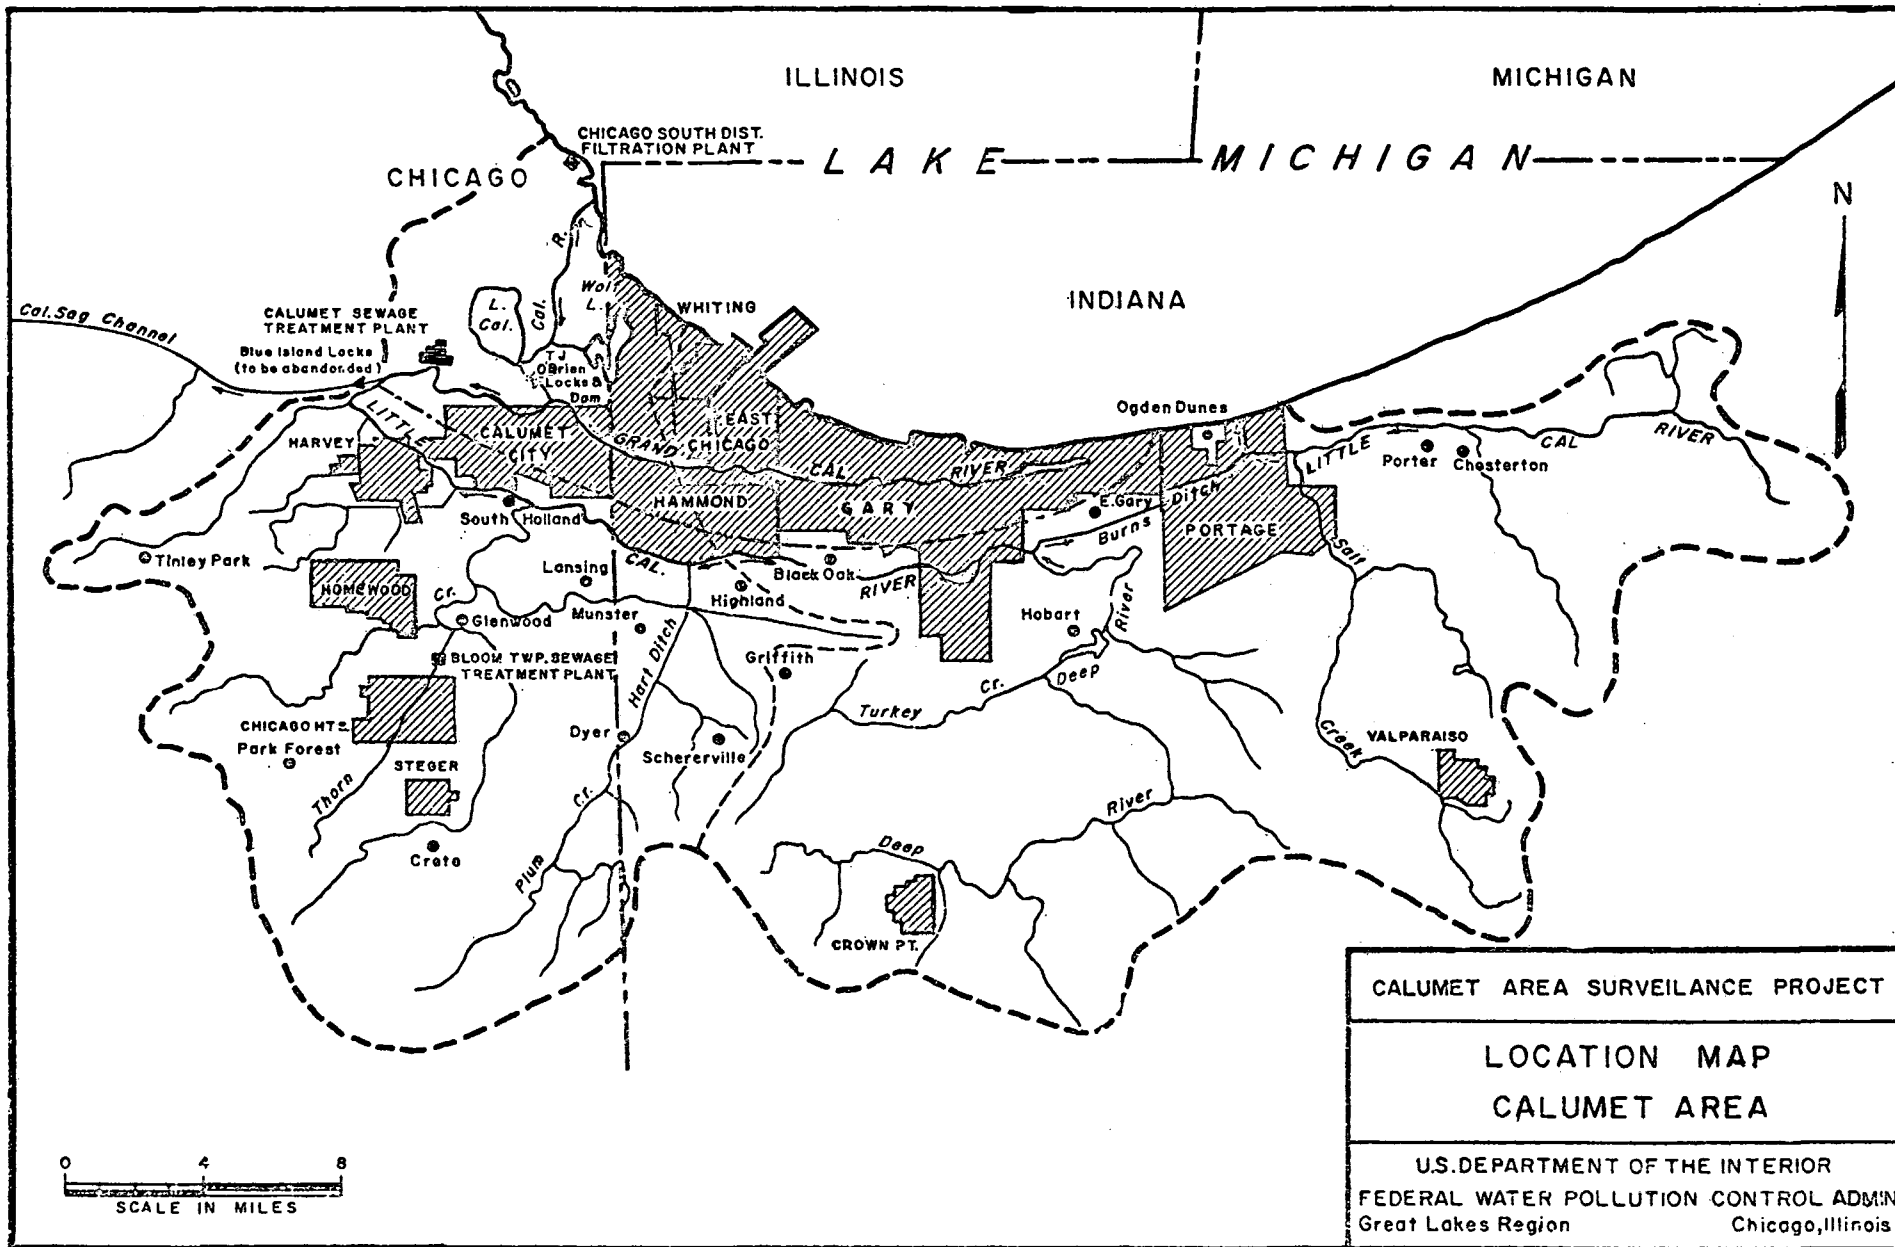 ILLINOIS
MICHIGAN
CHICAGO SOUTH DIST.
FILTRATION PLANT
LAKE MICHIGAN
CHICAGO
N
R.
Cal.
L.
Cal.
Wolf
L.
WHITING
INDIANA
Cal. Sag Channel
CALUMET SEWAGE
TREATMENT PLANT
Blue Island Locks
(to be abandoned)
T J
O'Brien
Locks &
Dam
Ogden Dunes
LITTLE
HARVEY
CALUMET
CITY
EAST
CHICAGO
GRAND
CAL
RIVER
LITTLE
CAL
RIVER
Porter
Chesterton
South Holland
HAMMOND
GARY
E. Gary
Burns
Ditch
PORTAGE
Tinley Park
HOMEWOOD
Cr.
Lansing
CAL.
Black Oak
RIVER
Salt
Glenwood
Munster
Highland
Hobart
River
BLOOM TWP. SEWAGE
TREATMENT PLANT
Hart Ditch
Griffith
Turkey
Cr.
Deep
CHICAGO HTS
Park Forest
Dyer
Schererville
Creek
VALPARAISO
STEGER
Thorn
Cr.
River
Crete
Plum
Deep
CROWN PT.
CALUMET AREA SURVEILANCE PROJECT
LOCATION MAP
CALUMET AREA
U.S. DEPARTMENT OF THE INTERIOR
FEDERAL WATER POLLUTION CONTROL ADMIN
Great Lakes Region Chicago, Illinois
0 4 8
SCALE IN MILES